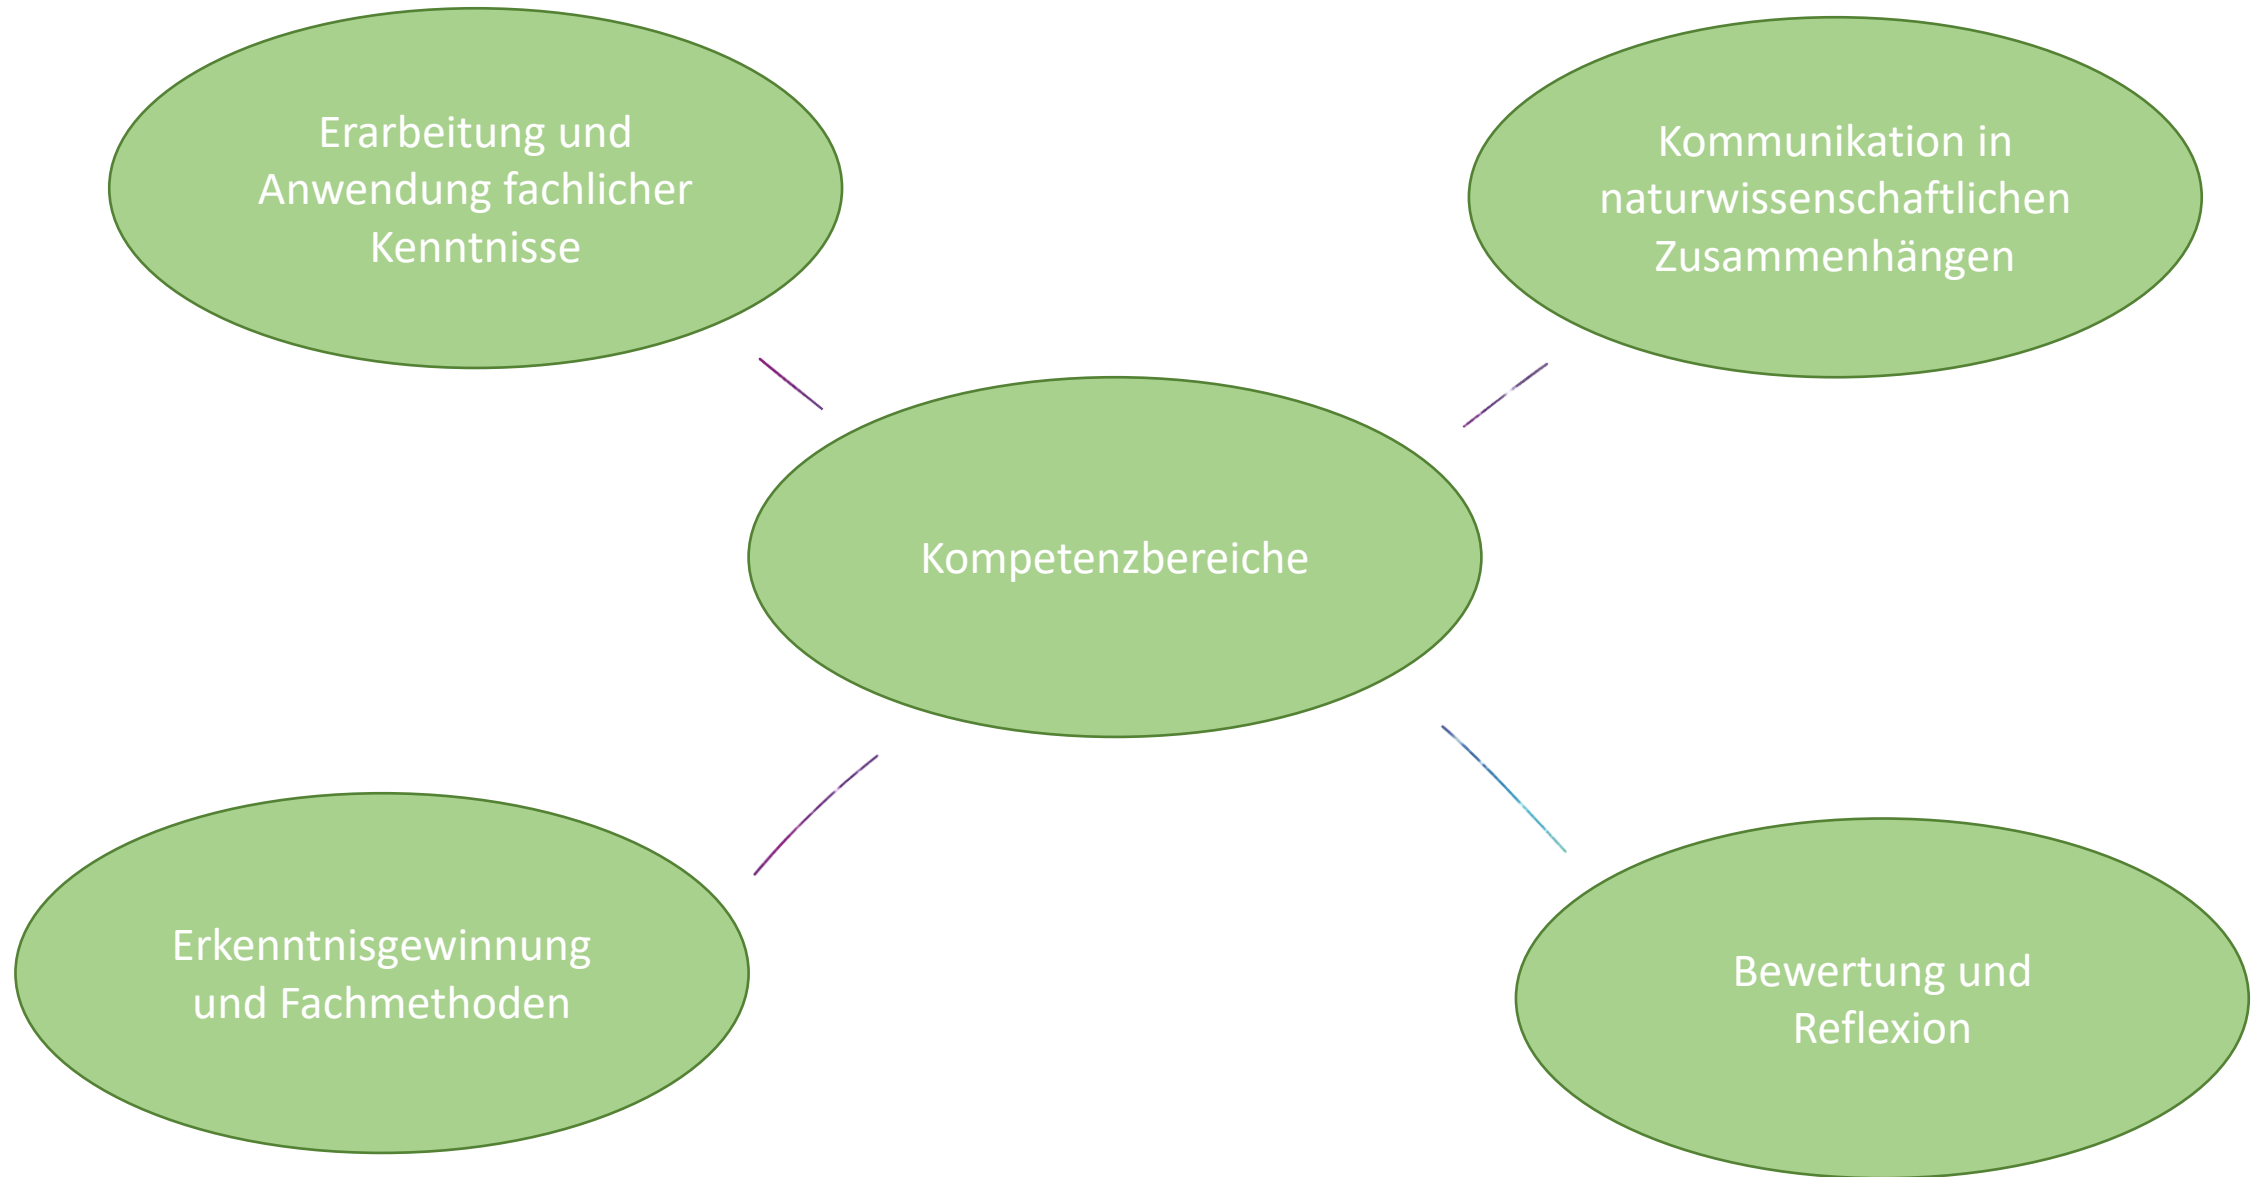 Erarbeitung und
Anwendung fachlicher
Kenntnisse
Kommunikation in
naturwissenschaftlichen
Zusammenhängen
Kompetenzbereiche
Erkenntnisgewinnung
und Fachmethoden
Bewertung und
Reflexion